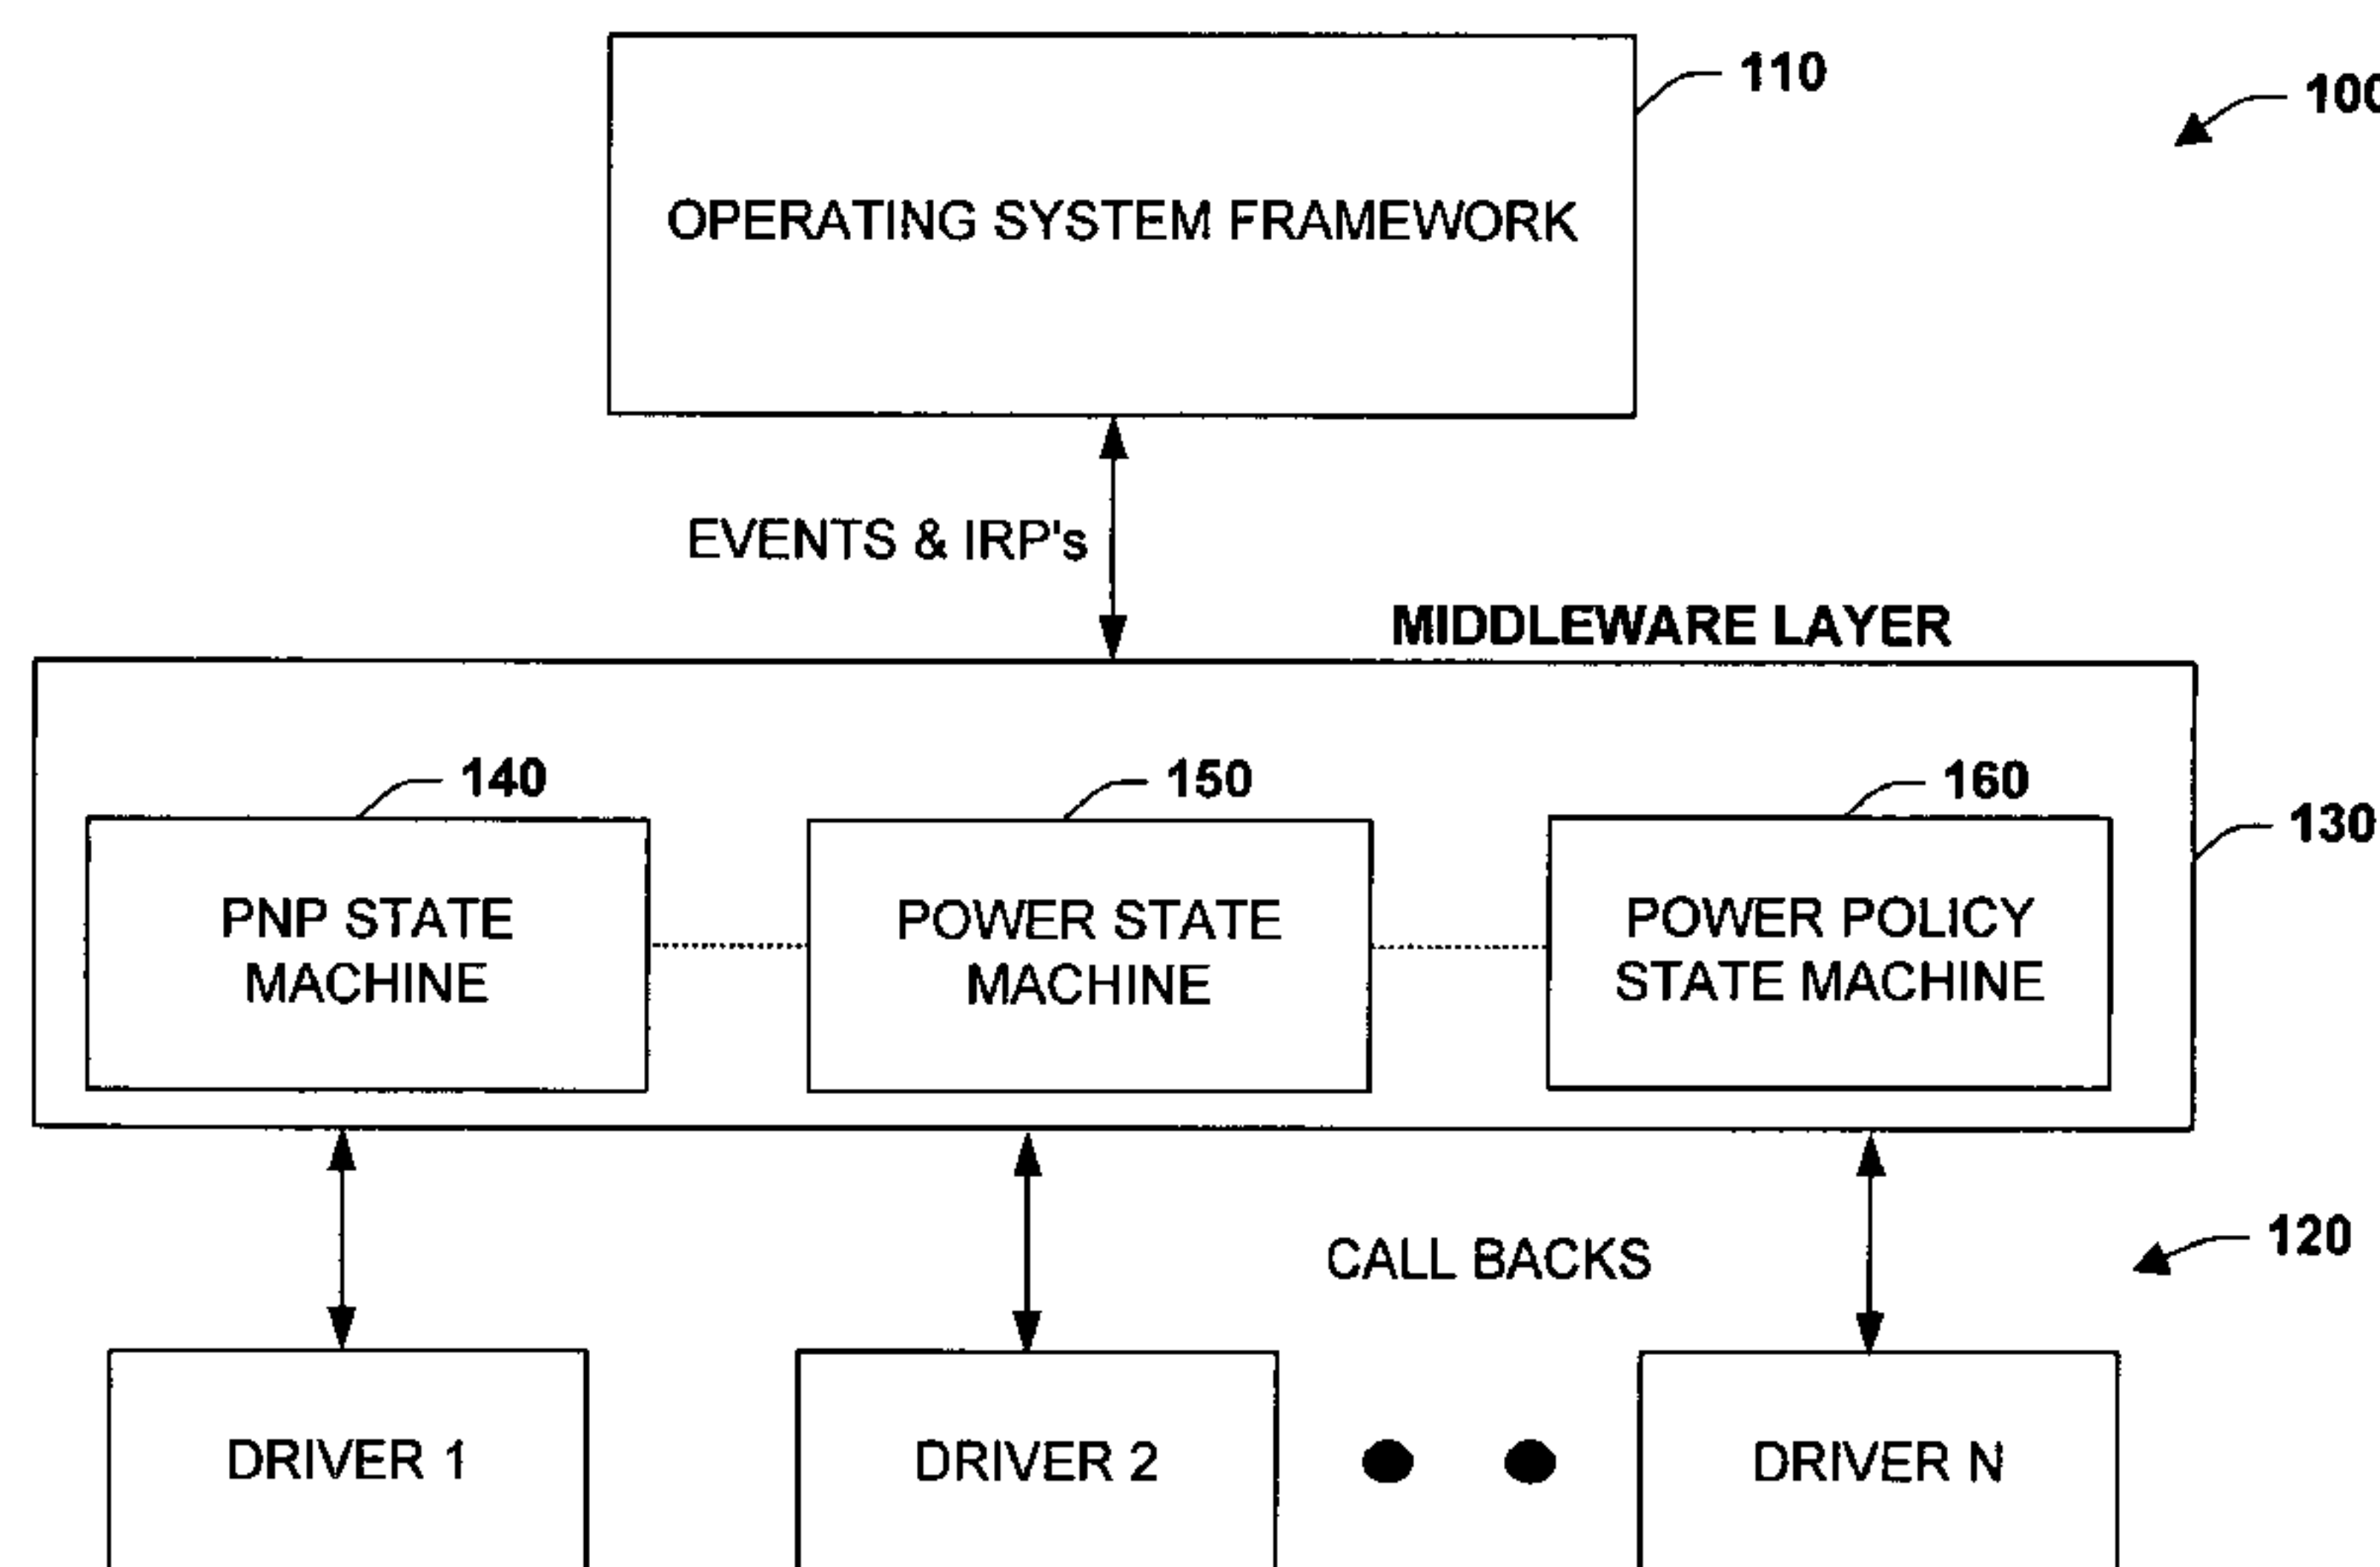 110
100
OPERATING SYSTEM FRAMEWORK
EVENTS & IRP's
MIDDLEWARE LAYER
140
150
160
130
PNP STATE
MACHINE
POWER STATE
MACHINE
POWER POLICY
STATE MACHINE
CALL BACKS
120
DRIVER 1
DRIVER 2
DRIVER N